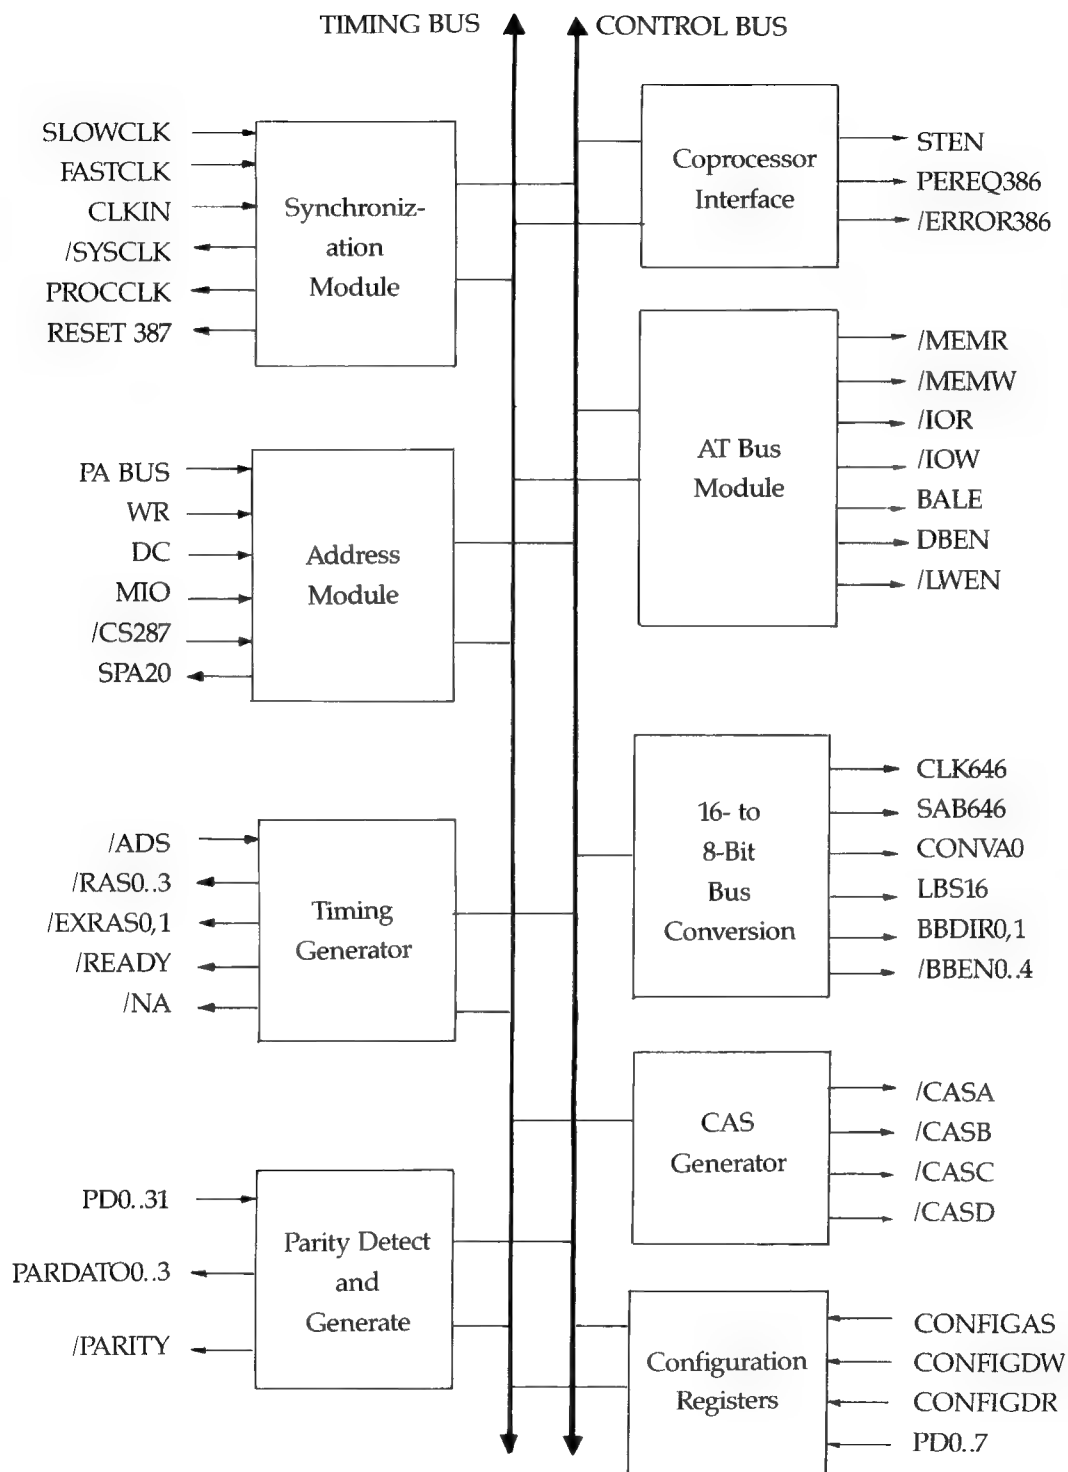 TIMING BUS
CONTROL BUS
SLOWCLK
FASTCLK
CLKIN
/SYSCLK
PROCCLK
RESET 387
Synchroniz-
ation
Module
Coprocessor
Interface
STEN
PEREQ386
/ERROR386
AT Bus
Module
/MEMR
/MEMW
/IOR
/IOW
BALE
DBEN
/LWEN
PA BUS
WR
DC
MIO
/CS287
SPA20
Address
Module
16- to
8-Bit
Bus
Conversion
CLK646
SAB646
CONVA0
LBS16
BBDIR0,1
/BBEN0..4
/ADS
/RAS0..3
/EXRAS0,1
/READY
/NA
Timing
Generator
CAS
Generator
/CASA
/CASB
/CASC
/CASD
PD0..31
PARDATO0..3
/PARITY
Parity Detect
and
Generate
Configuration
Registers
CONFIGAS
CONFIGDW
CONFIGDR
PD0..7